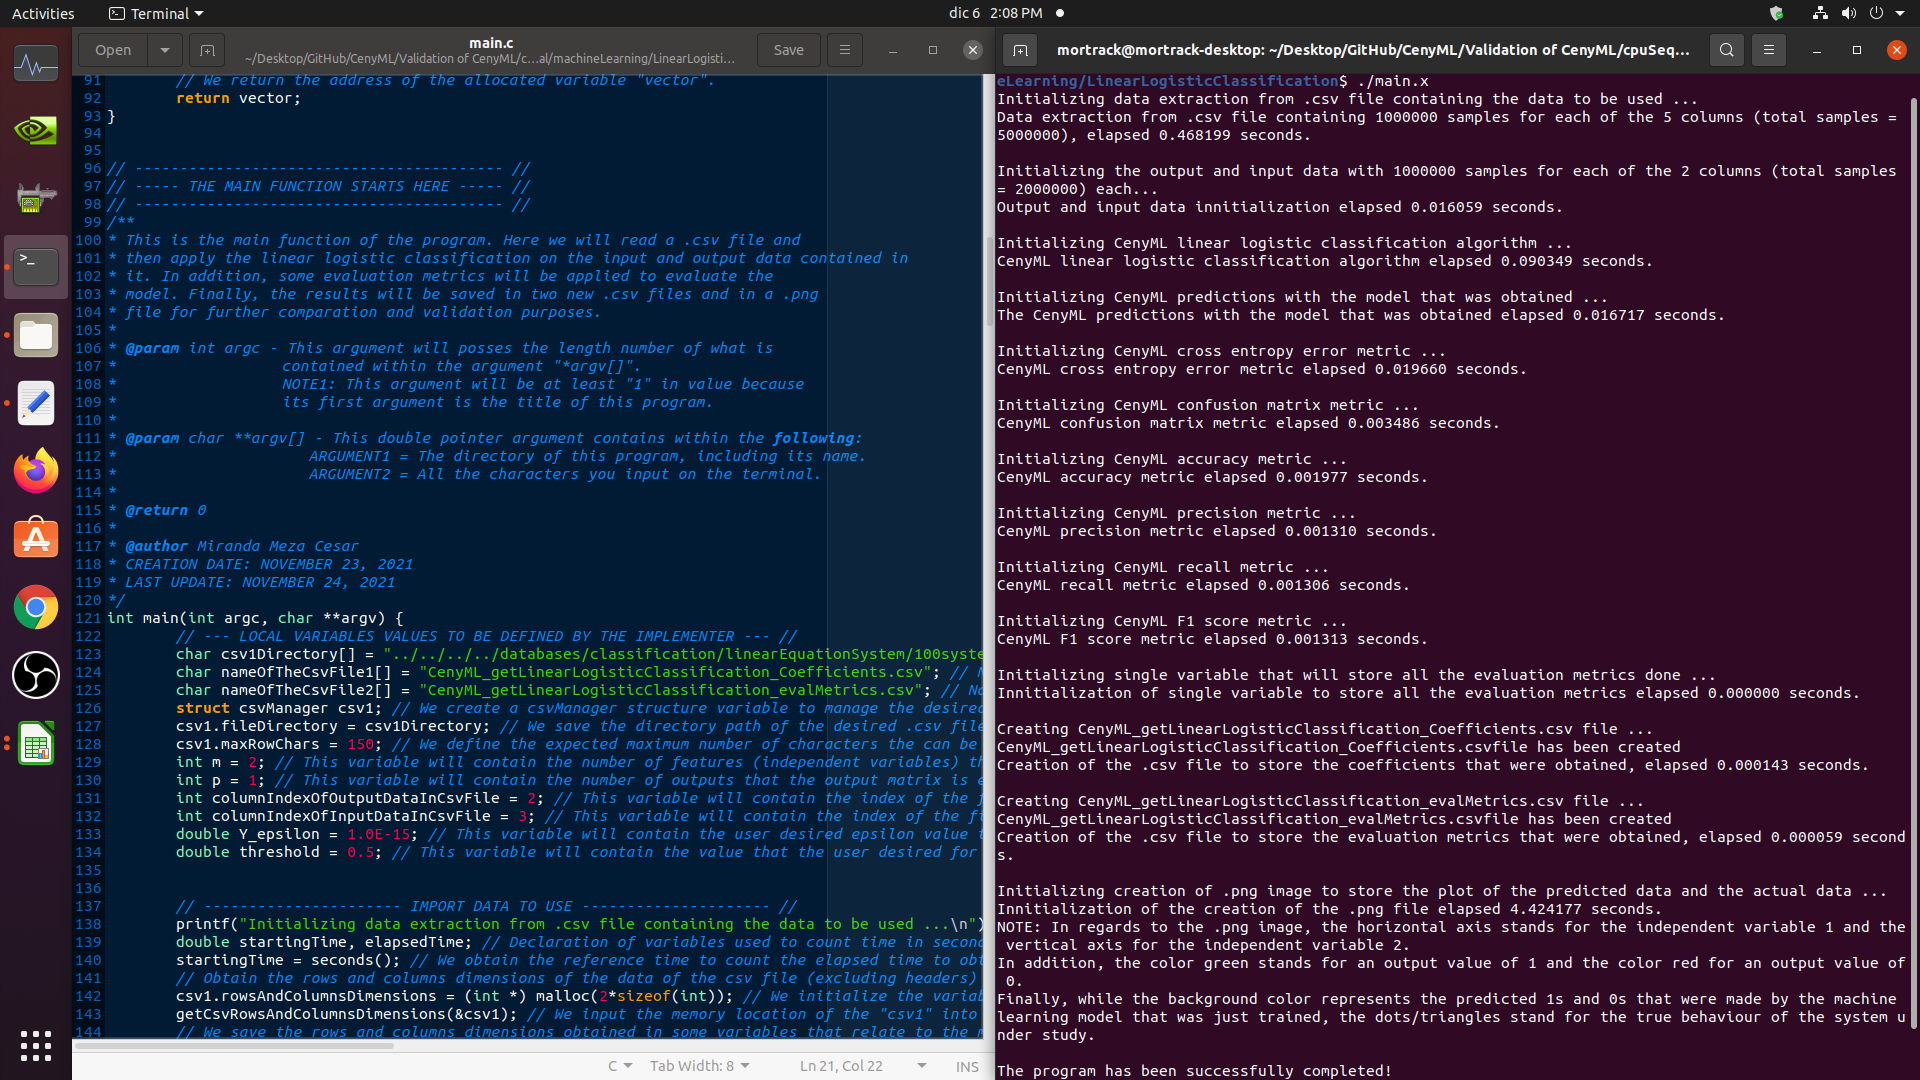 Activities
Terminal
dic 6 2:08 PM
Open
main.c
~/Desktop/GitHub/CenyML/Validation of CenyML/c…al/machineLearning/LinearLogisti…
Save
91 // We return the address of the allocated variable "vector".
92 return vector;
93 }
94
95
96 // ----------------------------------------- //
97 // ----- THE MAIN FUNCTION STARTS HERE ----- //
98 // ----------------------------------------- //
99 /**
100 * This is the main function of the program. Here we will read a .csv file and
101 * then apply the linear logistic classification on the input and output data contained in
102 * it. In addition, some evaluation metrics will be applied to evaluate the
103 * model. Finally, the results will be saved in two new .csv files and in a .png
104 * file for further comparation and validation purposes.
105 *
106 * @param int argc - This argument will posses the length number of what is
107 * contained within the argument "*argv[]".
108 * NOTE1: This argument will be at least "1" in value because
109 * its first argument is the title of this program.
110 *
111 * @param char **argv[] - This double pointer argument contains within the following:
112 * ARGUMENT1 = The directory of this program, including its name.
113 * ARGUMENT2 = All the characters you input on the terminal.
114 *
115 * @return 0
116 *
117 * @author Miranda Meza Cesar
118 * CREATION DATE: NOVEMBER 23, 2021
119 * LAST UPDATE: NOVEMBER 24, 2021
120 */
121 int main(int argc, char **argv) {
122 // --- LOCAL VARIABLES VALUES TO BE DEFINED BY THE IMPLEMENTER --- //
123 char csv1Directory[] = "../../../../databases/classification/linearEquationSystem/100syste
124 char nameOfTheCsvFile1[] = "CenyML_getLinearLogisticClassification_Coefficients.csv"; // N
125 char nameOfTheCsvFile2[] = "CenyML_getLinearLogisticClassification_evalMetrics.csv"; // Na
126 struct csvManager csv1; // We create a csvManager structure variable to manage the desired
127 csv1.fileDirectory = csv1Directory; // We save the directory path of the desired .csv file
128 csv1.maxRowChars = 150; // We define the expected maximum number of characters the can be
129 int m = 2; // This variable will contain the number of features (independent variables) th
130 int p = 1; // This variable will contain the number of outputs that the output matrix is e
131 int columnIndexOfOutputDataInCsvFile = 2; // This variable will contain the index of the f
132 int columnIndexOfInputDataInCsvFile = 3; // This variable will contain the index of the fi
133 double Y_epsilon = 1.0E-15; // This variable will contain the user desired epsilon value t
134 double threshold = 0.5; // This variable will contain the value that the user desired for
135
136
137 // ---------------------- IMPORT DATA TO USE --------------------- //
138 printf("Initializing data extraction from .csv file containing the data to be used ...\n")
139 double startingTime, elapsedTime; // Declaration of variables used to count time in second
140 startingTime = seconds(); // We obtain the reference time to count the elapsed time to obt
141 // Obtain the rows and columns dimensions of the data of the csv file (excluding headers)
142 csv1.rowsAndColumnsDimensions = (int *) malloc(2*sizeof(int)); // We initialize the variab
143 getCsvRowsAndColumnsDimensions(&csv1); // We input the memory location of the "csv1" into
144 // We save the rows and columns dimensions obtained in some variables that relate to the m
C
Tab Width: 8
Ln 21, Col 22
INS
mortrack@mortrack-desktop: ~/Desktop/GitHub/CenyML/Validation of CenyML/cpuSeq…
eLearning/LinearLogisticClassification$ ./main.x
Initializing data extraction from .csv file containing the data to be used ...
Data extraction from .csv file containing 1000000 samples for each of the 5 columns (total samples =
5000000), elapsed 0.468199 seconds.
Initializing the output and input data with 1000000 samples for each of the 2 columns (total samples
= 2000000) each...
Output and input data innitialization elapsed 0.016059 seconds.
Initializing CenyML linear logistic classification algorithm ...
CenyML linear logistic classification algorithm elapsed 0.090349 seconds.
Initializing CenyML predictions with the model that was obtained ...
The CenyML predictions with the model that was obtained elapsed 0.016717 seconds.
Initializing CenyML cross entropy error metric ...
CenyML cross entropy error metric elapsed 0.019660 seconds.
Initializing CenyML confusion matrix metric ...
CenyML confusion matrix metric elapsed 0.003486 seconds.
Initializing CenyML accuracy metric ...
CenyML accuracy metric elapsed 0.001977 seconds.
Initializing CenyML precision metric ...
CenyML precision metric elapsed 0.001310 seconds.
Initializing CenyML recall metric ...
CenyML recall metric elapsed 0.001306 seconds.
Initializing CenyML F1 score metric ...
CenyML F1 score metric elapsed 0.001313 seconds.
Initializing single variable that will store all the evaluation metrics done ...
Innitialization of single variable to store all the evaluation metrics elapsed 0.000000 seconds.
Creating CenyML_getLinearLogisticClassification_Coefficients.csv file ...
CenyML_getLinearLogisticClassification_Coefficients.csvfile has been created
Creation of the .csv file to store the coefficients that were obtained, elapsed 0.000143 seconds.
Creating CenyML_getLinearLogisticClassification_evalMetrics.csv file ...
CenyML_getLinearLogisticClassification_evalMetrics.csvfile has been created
Creation of the .csv file to store the evaluation metrics that were obtained, elapsed 0.000059 second
s.
Initializing creation of .png image to store the plot of the predicted data and the actual data ...
Innitialization of the creation of the .png file elapsed 4.424177 seconds.
NOTE: In regards to the .png image, the horizontal axis stands for the independent variable 1 and the
vertical axis for the independent variable 2.
In addition, the color green stands for an output value of 1 and the color red for an output value of
0.
Finally, while the background color represents the predicted 1s and 0s that were made by the machine
learning model that was just trained, the dots/triangles stand for the true behaviour of the system u
nder study.
The program has been successfully completed!